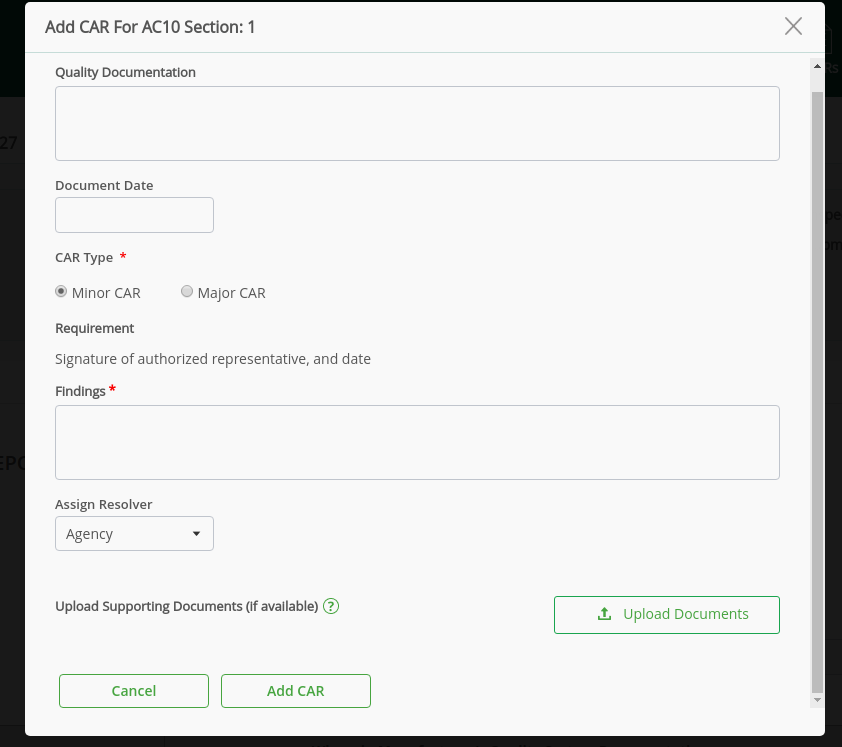 Add CAR For AC10 Section: 1
Quality Documentation
Document Date
CAR Type *
Minor CAR
Major CAR
Requirement
Signature of authorized representative, and date
Findings *
Assign Resolver
Agency
Upload Supporting Documents (if available) ?
Upload Documents
Cancel
Add CAR
27